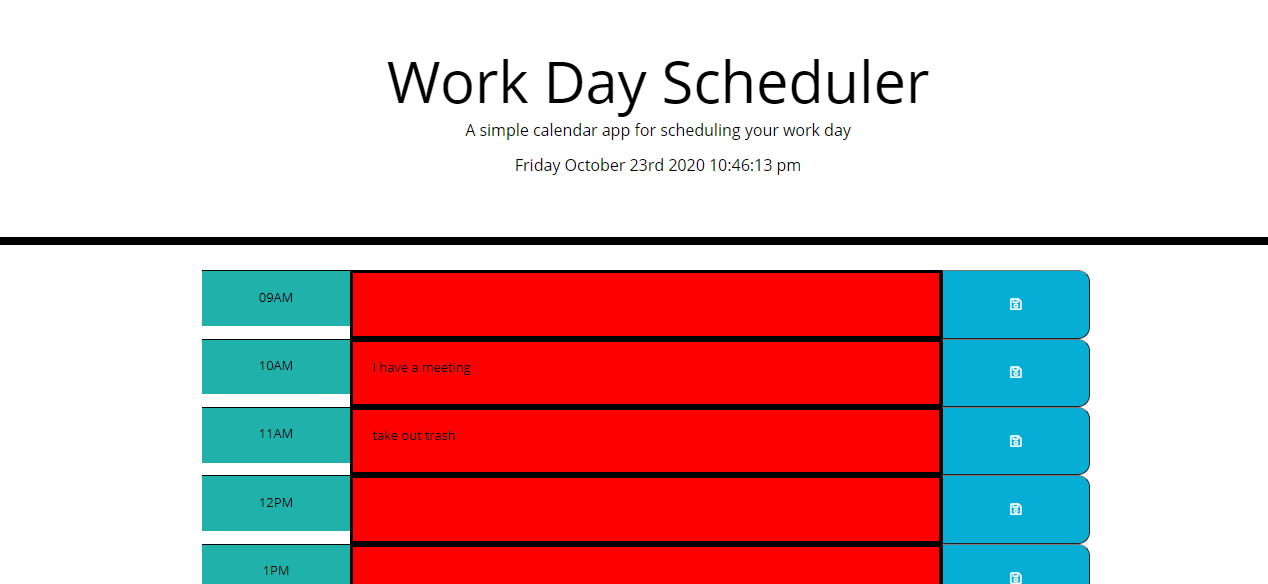 Work Day Scheduler
A simple calendar app for scheduling your work day
Friday October 23rd 2020 10:46:13 pm
09AM
10AM I have a meeting
11AM take out trash
12PM
1PM